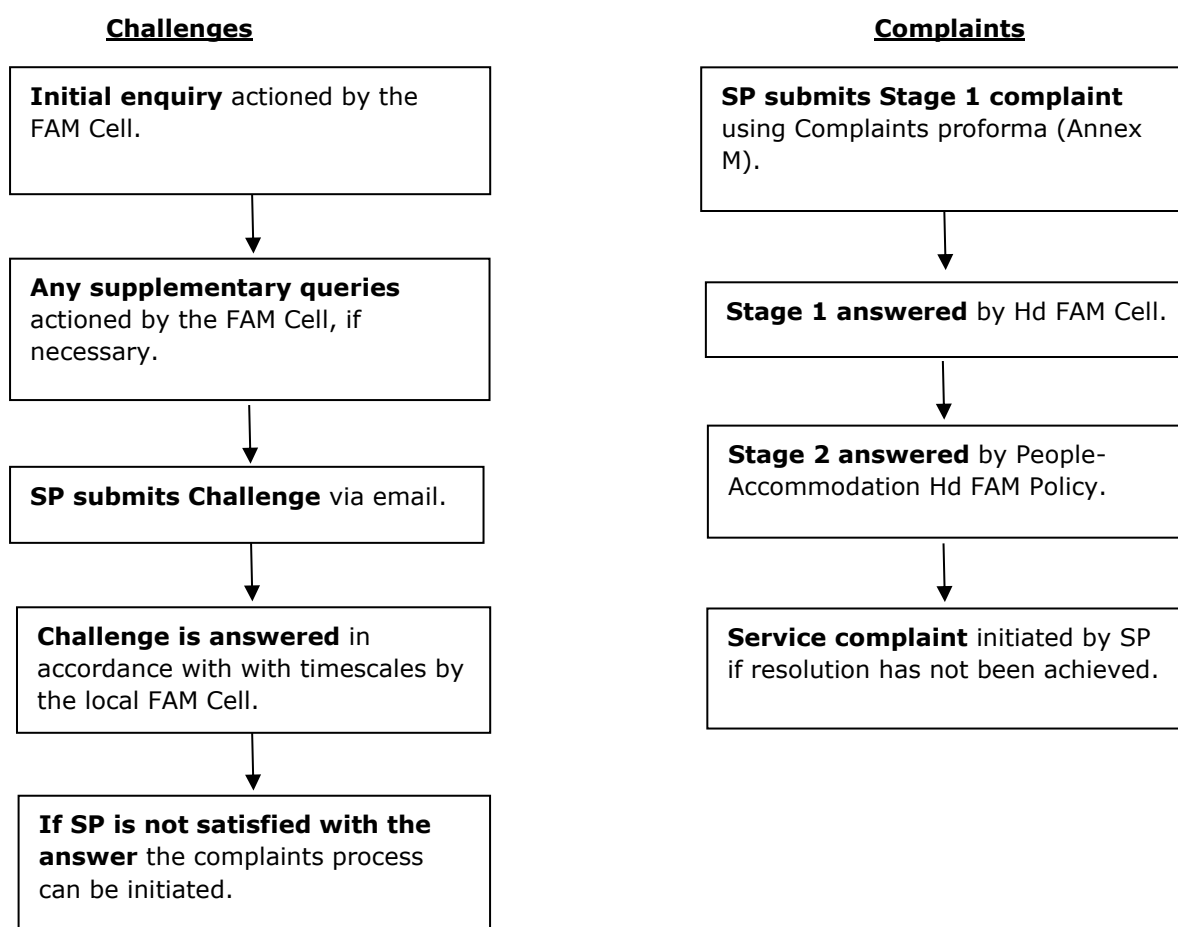 Challenges
Initial enquiry actioned by the
FAM Cell.
Any supplementary queries
actioned by the FAM Cell, if
necessary.
SP submits Challenge via email.
Challenge is answered in
accordance with with timescales by
the local FAM Cell.
If SP is not satisfied with the
answer the complaints process
can be initiated.
Complaints
SP submits Stage 1 complaint
using Complaints proforma (Annex
M).
Stage 1 answered by Hd FAM Cell.
Stage 2 answered by People-
Accommodation Hd FAM Policy.
Service complaint initiated by SP
if resolution has not been achieved.